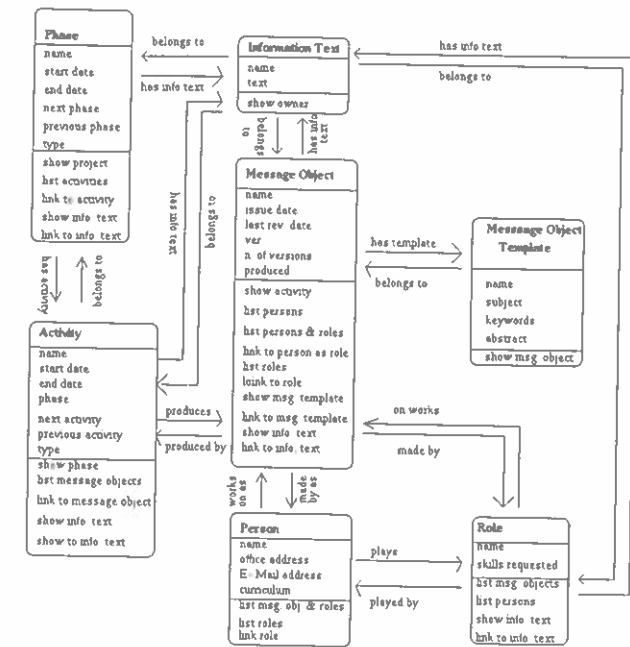 Phase
name
start date
end date
next phase
previous phase
type
show project
list activities
link to activity
show info text
link to info text
belongs to
has info text
Information Text
name
text
show owner
has info text
belongs to
belongs to
has info text
has info text
belongs to
Message Object
name
issue date
last rev date
ver
n of versions
produced
show activity
list persons
list persons & roles
link to person as role
list roles
loink to role
show msg template
link to msg template
show info text
link to info text
has template
belongs to
Message Object
Template
name
subject
keywords
abstract
show msg object
has activity
belongs to
Activity
name
start date
end date
phase
next activity
previous activity
type
show phase
list message objects
link to message object
show info text
show to info text
produces
produced by
on works
made by
works on as
made by as
Person
name
office address
E-Mail address
curriculum
list msg obj & roles
list roles
link role
plays
played by
Role
name
skills requested
list msg objects
list persons
show info text
link to info text